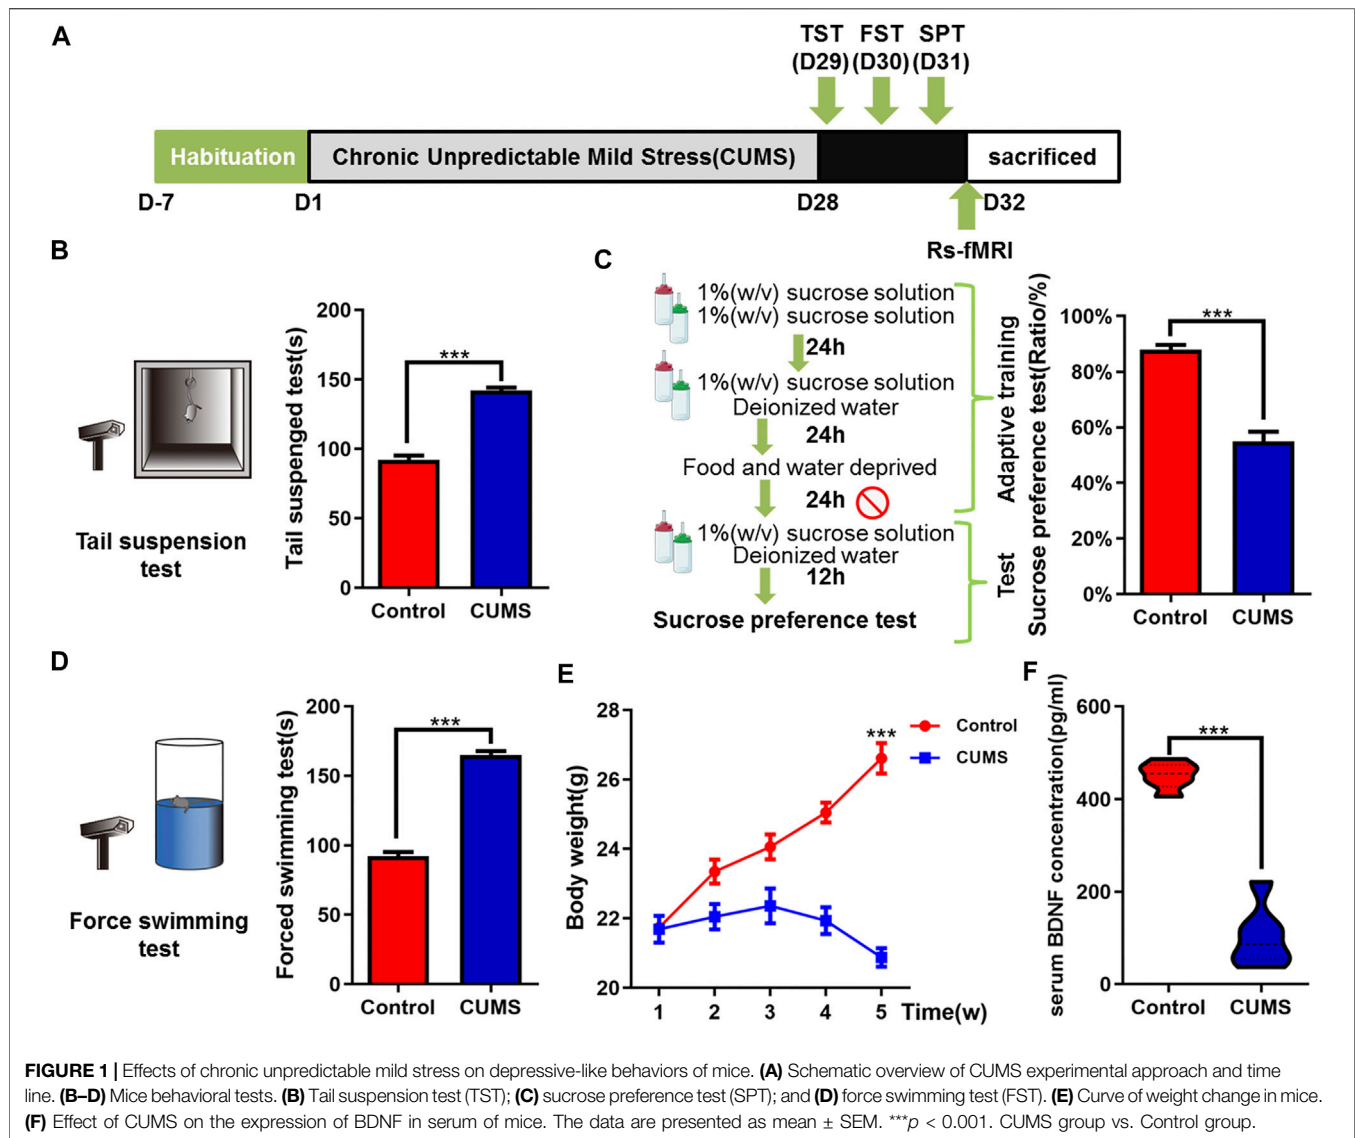 A
TST FST SPT
(D29) (D30) (D31)
Habituation
Chronic Unpredictable Mild Stress(CUMS)
sacrificed
D-7
D1
D28
D32
Rs-fMRI
B
Tail suspension
test
Tail suspenged test(s)
200
150
100
50
0
***
Control
CUMS
C
1%(w/v) sucrose solution
1%(w/v) sucrose solution
24h
1%(w/v) sucrose solution
Deionized water
24h
Food and water deprived
24h
1%(w/v) sucrose solution
Deionized water
12h
Sucrose preference test
Adaptive training
Test
Sucrose preference test(Ratio/%)
100%
80%
60%
40%
20%
0%
***
Control
CUMS
D
Force swimming
test
Forced swimming test(s)
200
150
100
50
0
***
Control
CUMS
E
Body weight(g)
28
26
24
22
20
***
Control
CUMS
1 2 3 4 5 Time(w)
F
serum BDNF concentration(pg/ml)
600
400
200
0
***
Control
CUMS
FIGURE 1 | Effects of chronic unpredictable mild stress on depressive-like behaviors of mice. (A) Schematic overview of CUMS experimental approach and time
line. (B–D) Mice behavioral tests. (B) Tail suspension test (TST); (C) sucrose preference test (SPT); and (D) force swimming test (FST). (E) Curve of weight change in mice.
(F) Effect of CUMS on the expression of BDNF in serum of mice. The data are presented as mean ± SEM. ***p < 0.001. CUMS group vs. Control group.